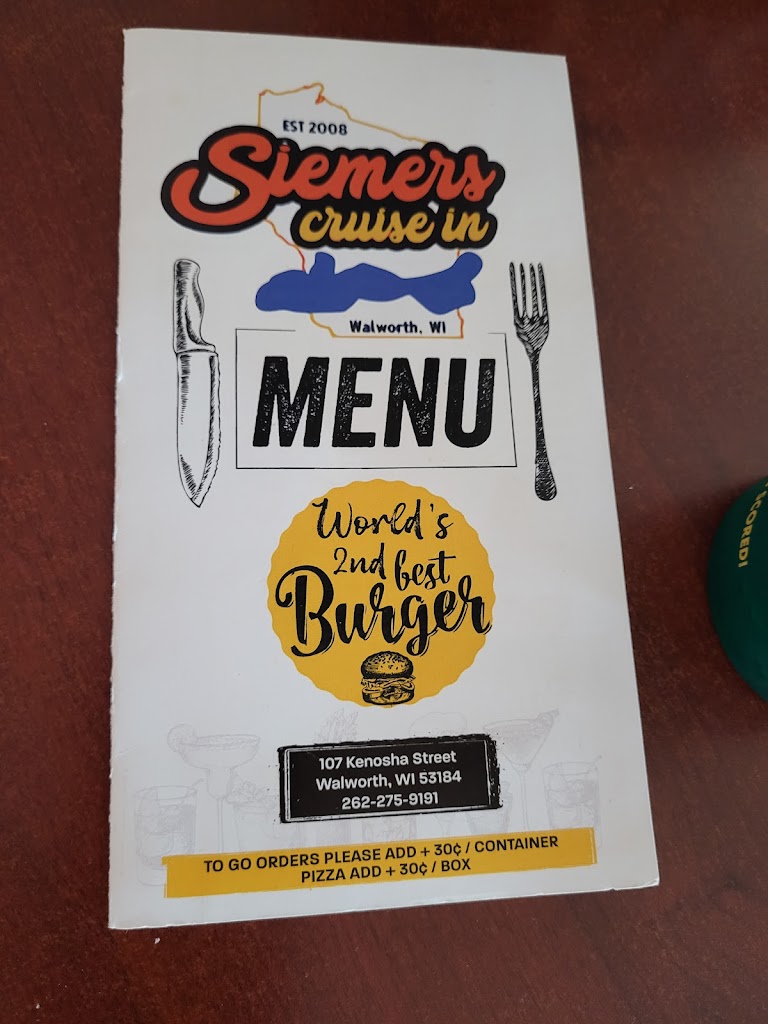 EST 2008
Siemers
cruise in
Walworth, WI
MENU
World's
2nd best
Burger
107 Kenosha Street
Walworth, WI 53184
262-275-9191
TO GO ORDERS PLEASE ADD + 30¢ / CONTAINER
PIZZA ADD + 30¢ / BOX
SCORED!